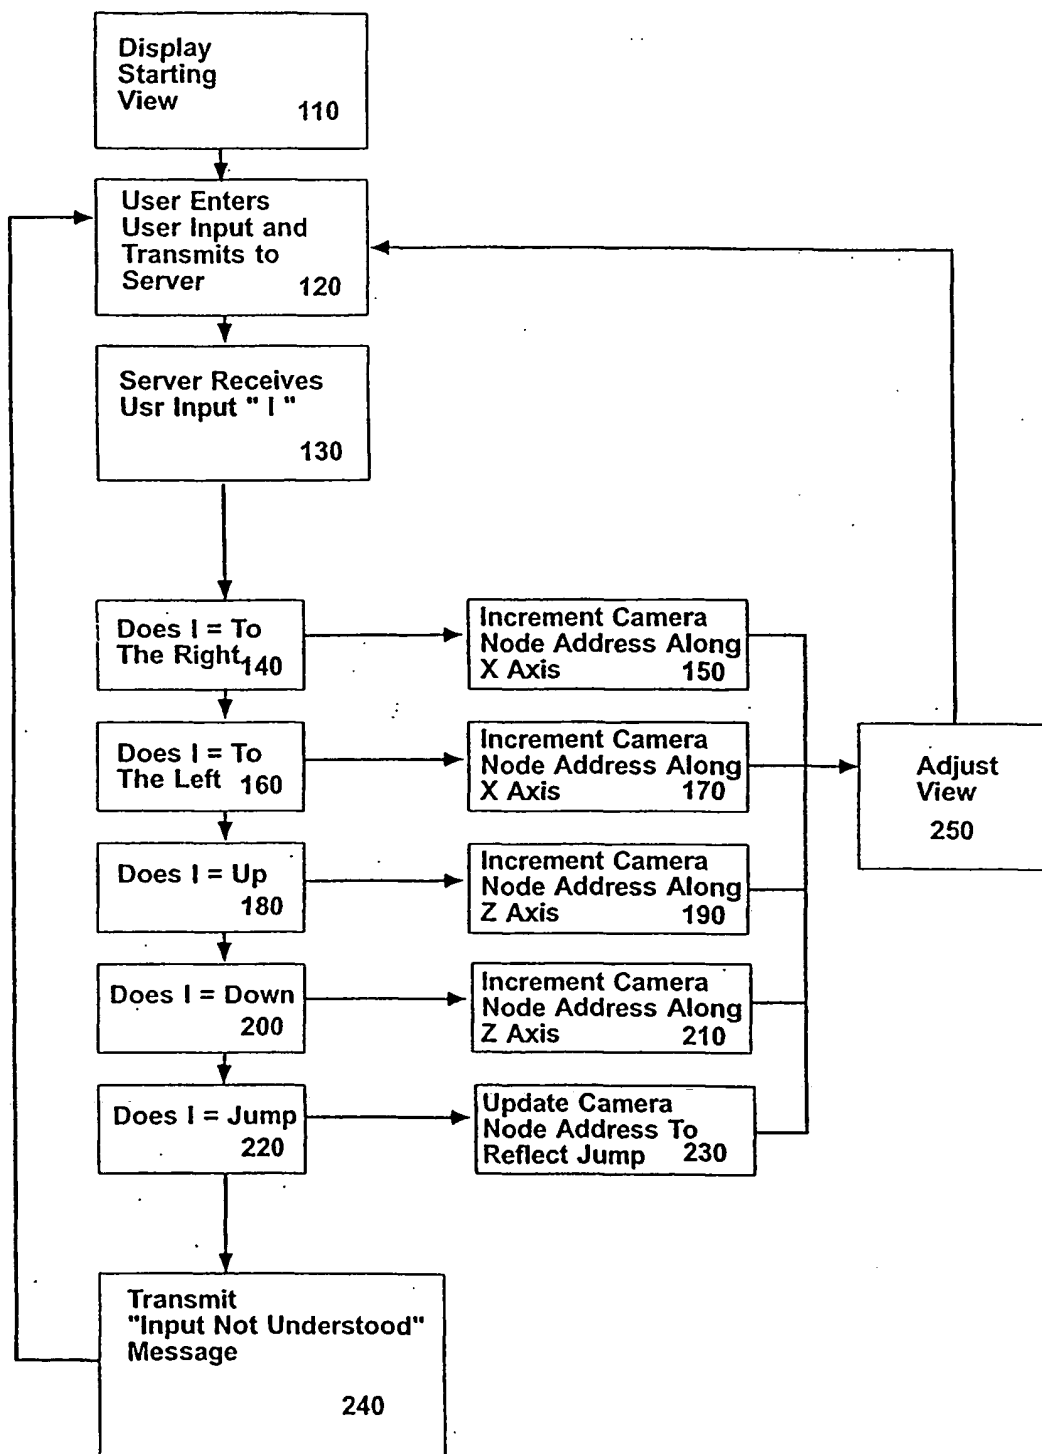 Display
Starting
View
110
User Enters
User Input and
Transmits to
Server
120
Server Receives
Usr Input " I "
130
Does I = To
The Right
140
Increment Camera
Node Address Along
X Axis 150
Does I = To
The Left 160
Increment Camera
Node Address Along
X Axis 170
Adjust
View
250
Does I = Up
180
Increment Camera
Node Address Along
Z Axis 190
Does I = Down
200
Increment Camera
Node Address Along
Z Axis 210
Does I = Jump
220
Update Camera
Node Address To
Reflect Jump 230
Transmit
"Input Not Understood"
Message
240